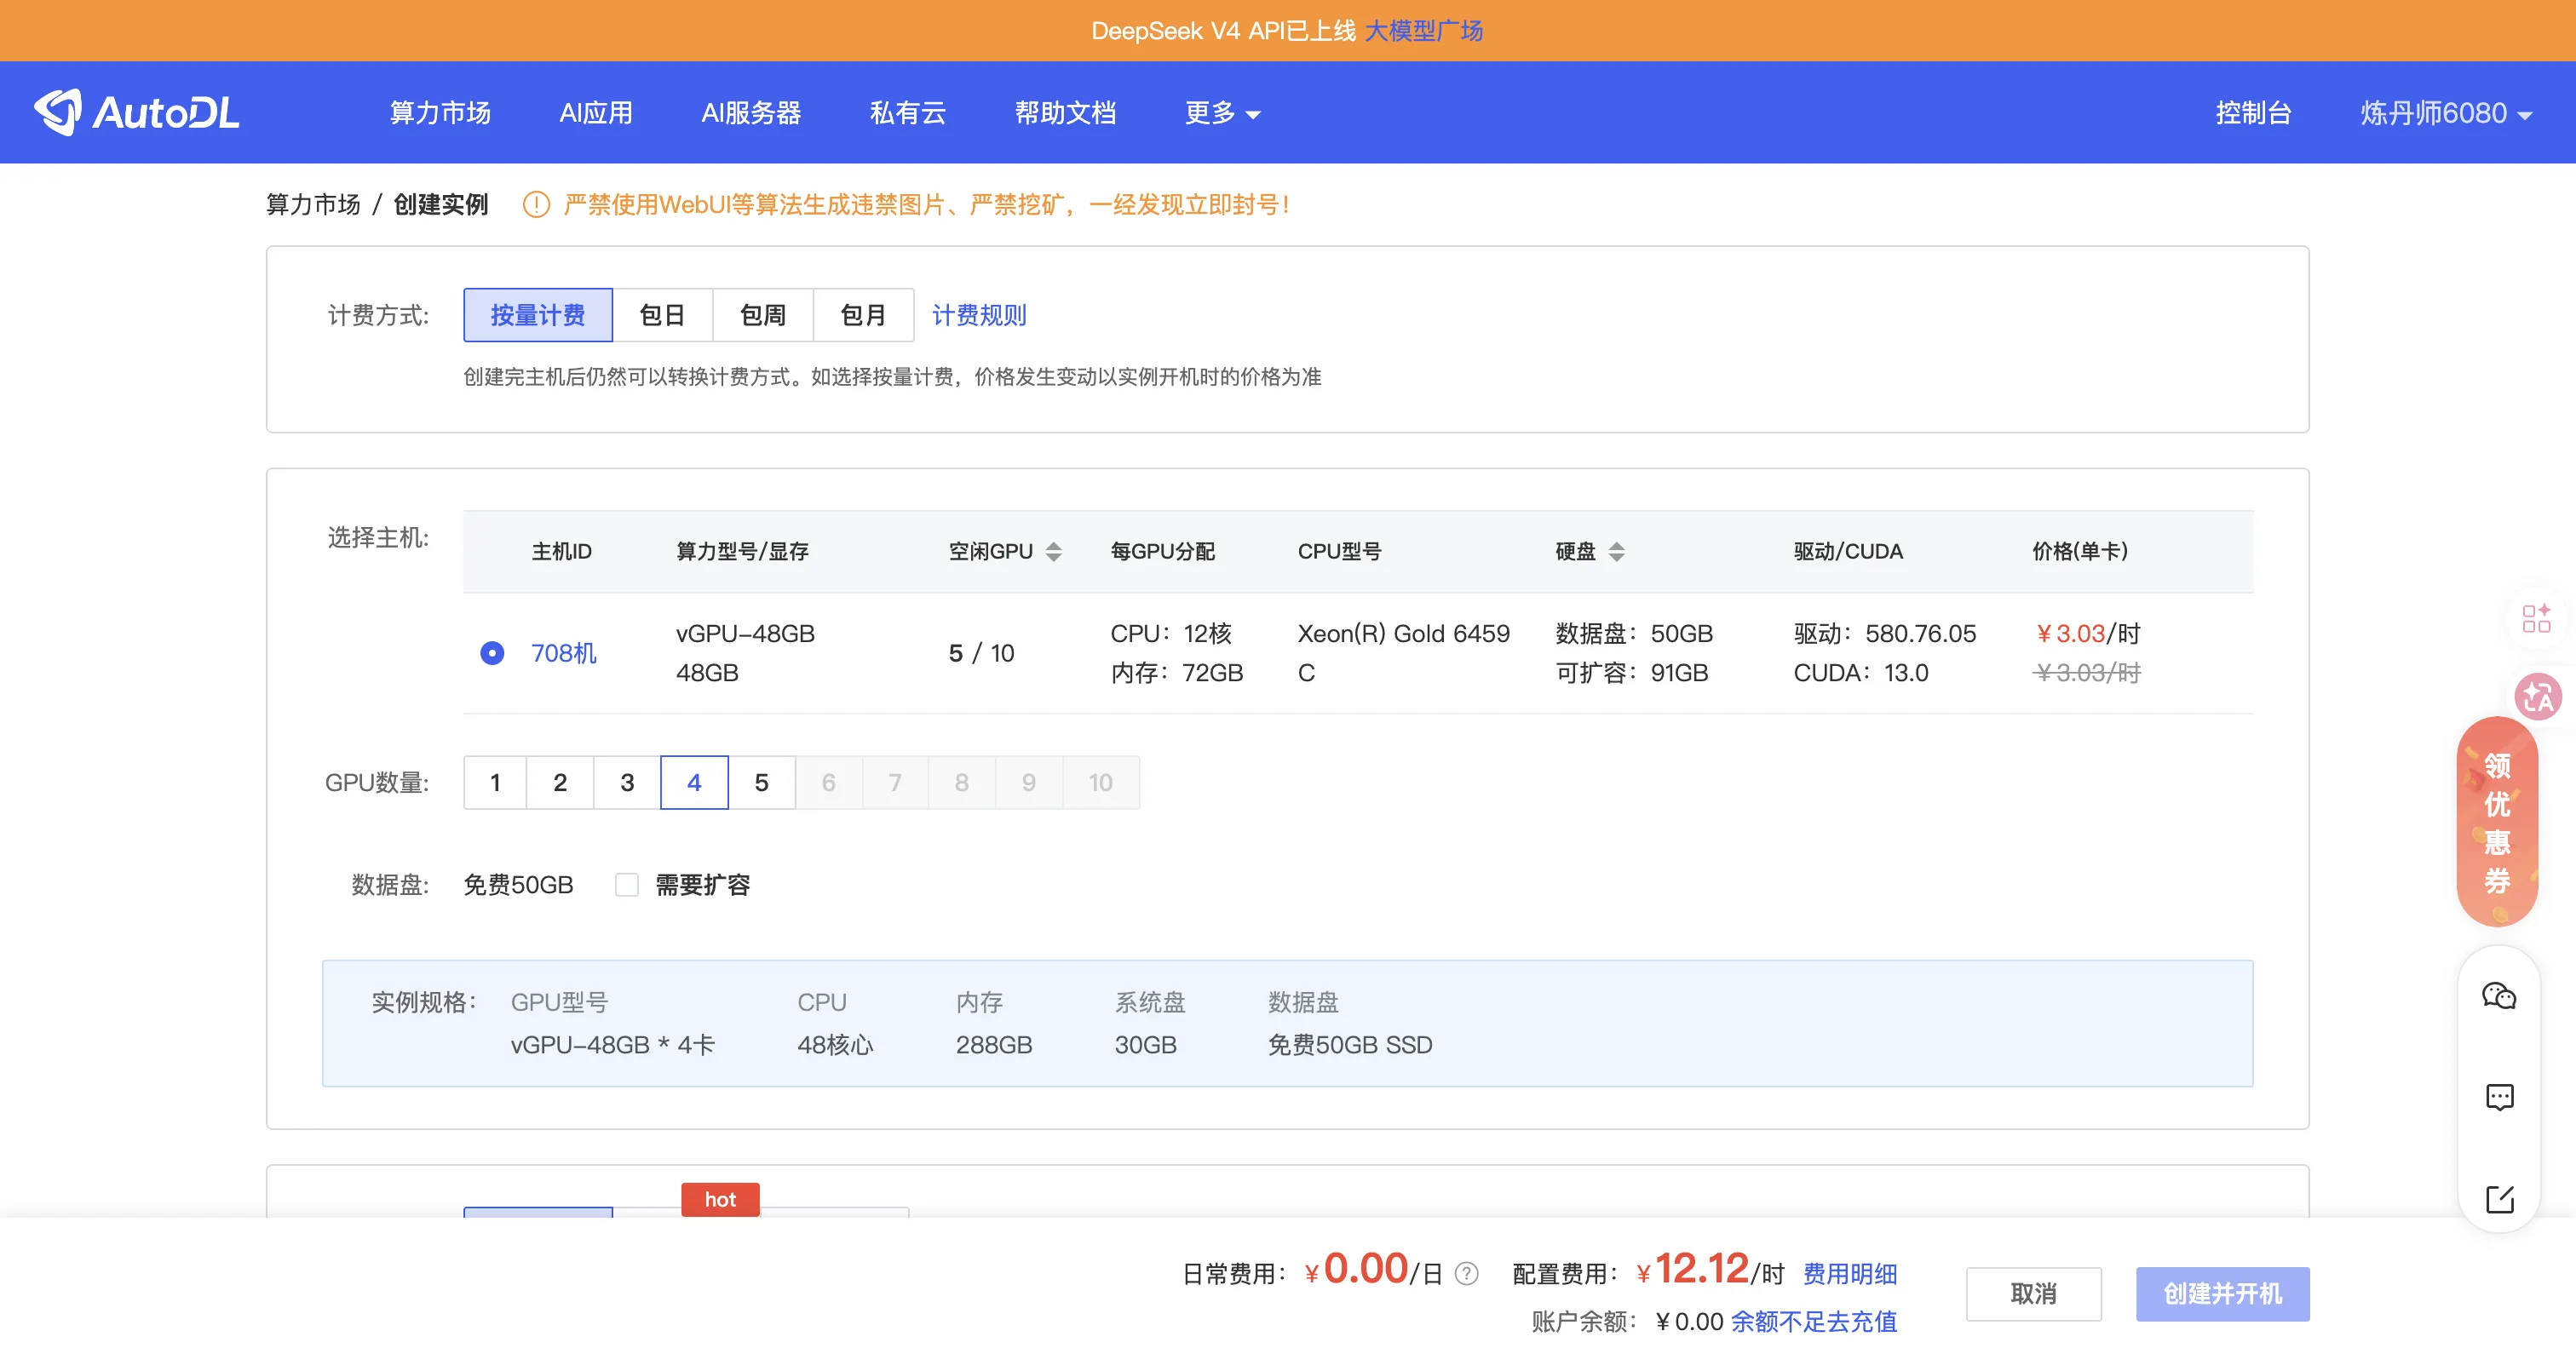 DeepSeek V4 API已上线 大模型广场
AutoDL 算力市场 AI应用 AI服务器 私有云 帮助文档 更多 控制台 炼丹师6080
算力市场 / 创建实例 严禁使用WebUI等算法生成违禁图片、严禁挖矿，一经发现立即封号！
计费方式: 按量计费 包日 包周 包月 计费规则
创建完主机后仍然可以转换计费方式。如选择按量计费，价格发生变动以实例开机时的价格为准
选择主机: 主机ID 算力型号/显存 空闲GPU 每GPU分配 CPU型号 硬盘 驱动/CUDA 价格(单卡)
708机 vGPU-48GB 5 / 10 CPU：12核 Xeon(R) Gold 6459 数据盘：50GB 驱动：580.76.05 ￥3.03/时
48GB 内存：72GB C 可扩容：91GB CUDA：13.0 ￥3.03/时
GPU数量: 1 2 3 4 5 6 7 8 9 10
数据盘: 免费50GB 需要扩容
实例规格： GPU型号 CPU 内存 系统盘 数据盘
vGPU-48GB * 4卡 48核心 288GB 30GB 免费50GB SSD
领优惠券
hot
日常费用：￥0.00/日 ? 配置费用：￥12.12/时 费用明细
账户余额：￥0.00 余额不足去充值
取消 创建并开机